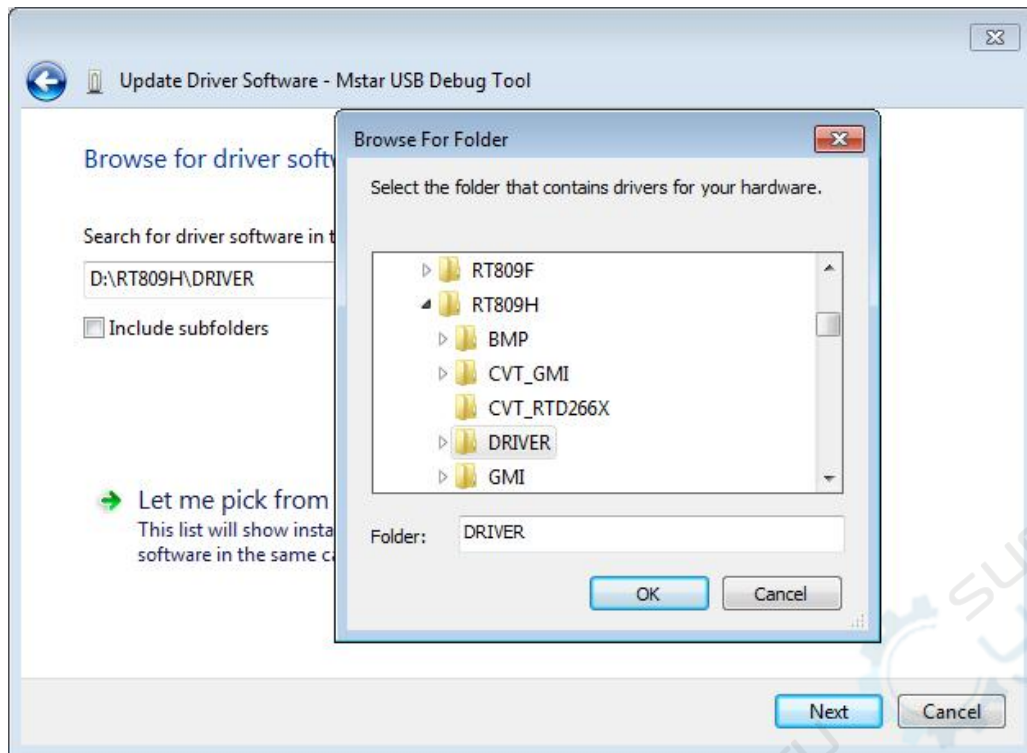 Update Driver Software - Mstar USB Debug Tool
Browse for driver soft
Search for driver software in t
D:\RT809H\DRIVER
Include subfolders
Let me pick from
This list will show insta
software in the same ca
Browse For Folder
Select the folder that contains drivers for your hardware.
RT809F
RT809H
BMP
CVT_GMI
CVT_RTD266X
DRIVER
GMI
Folder:
DRIVER
OK
Cancel
Next
Cancel